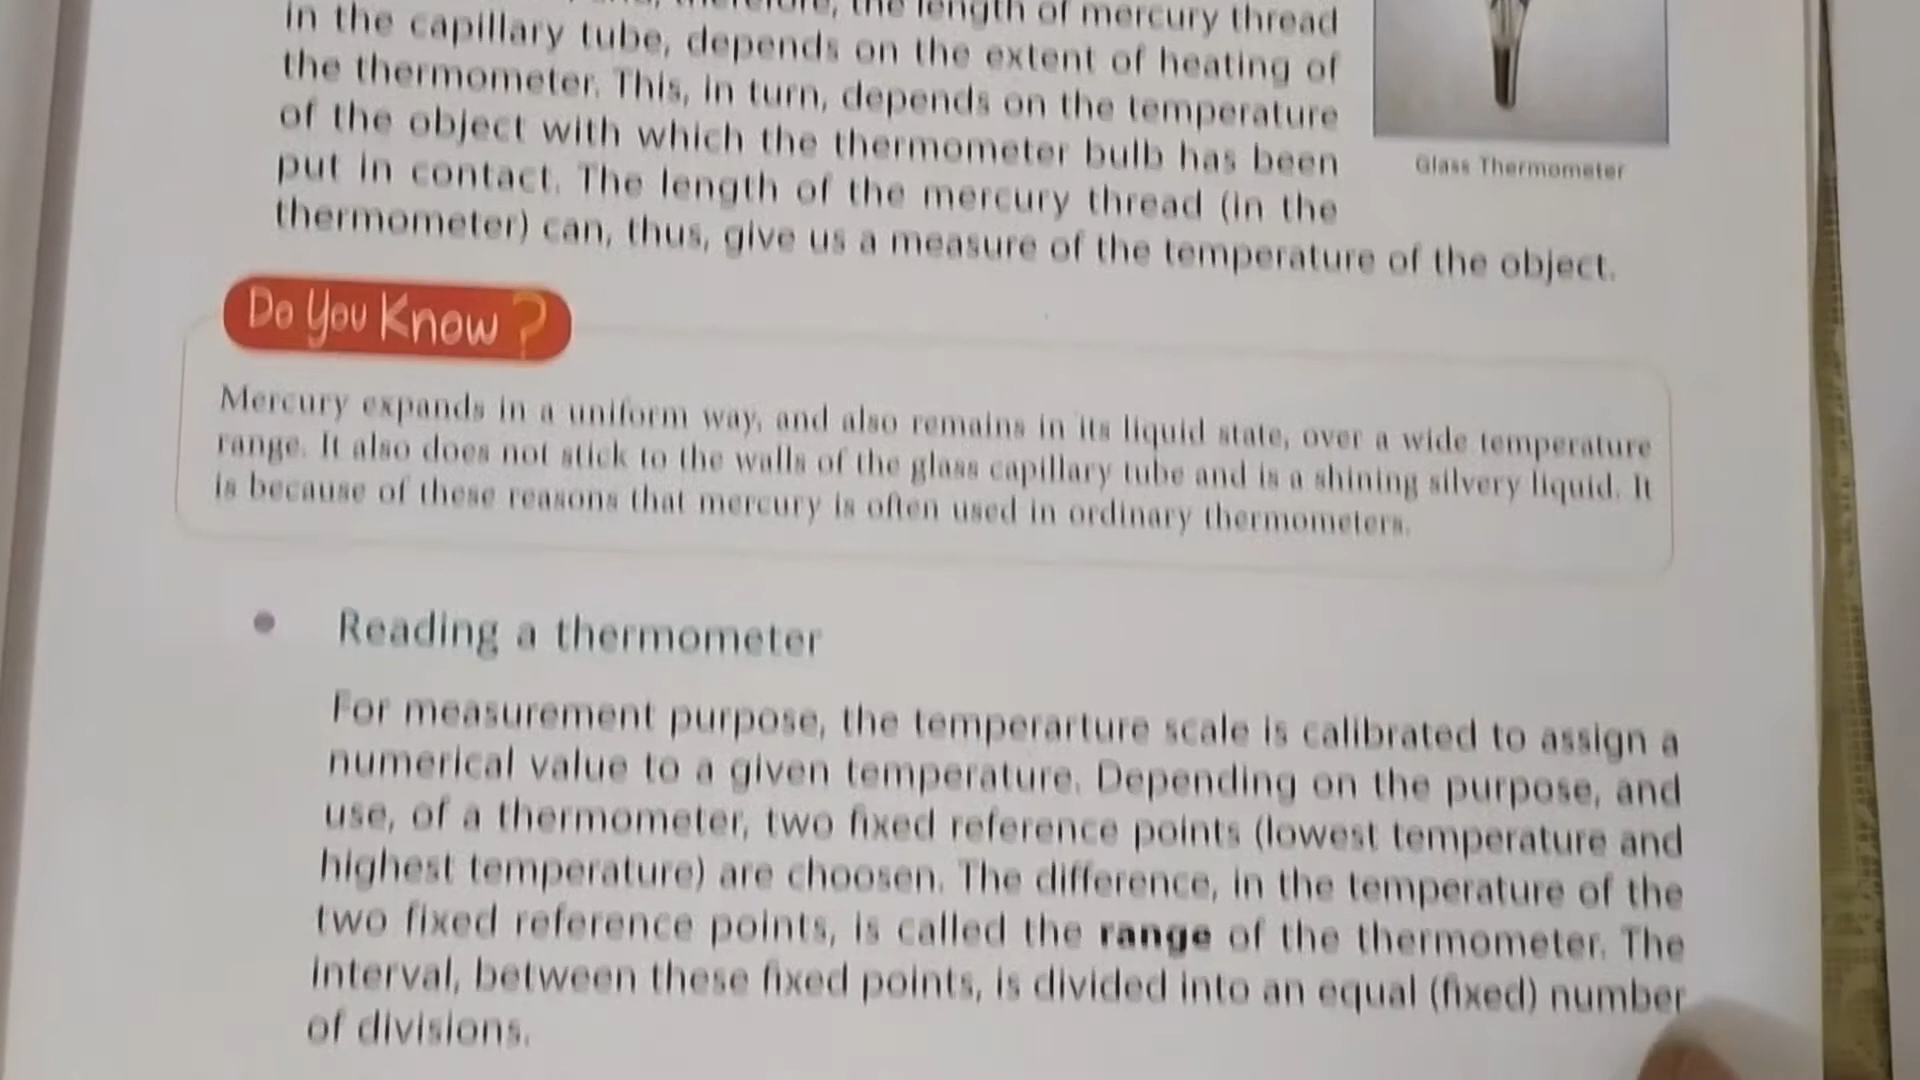 therefore, the length of mercury thread
in the capillary tube, depends on the extent of heating of
the thermometer. This, in turn, depends on the temperature
of the object with which the thermometer bulb has been
put in contact. The length of the mercury thread (in the
thermometer) can, thus, give us a measure of the temperature of the object.
Glass Thermometer
Do You Know ?
Mercury expands in a uniform way, and also remains in its liquid state, over a wide temperature
range. It also does not stick to the walls of the glass capillary tube and is a shining silvery liquid. It
is because of these reasons that mercury is often used in ordinary thermometers.
• Reading a thermometer
For measurement purpose, the temperarture scale is calibrated to assign a
numerical value to a given temperature. Depending on the purpose, and
use, of a thermometer, two fixed reference points (lowest temperature and
highest temperature) are choosen. The difference, in the temperature of the
two fixed reference points, is called the range of the thermometer. The
interval, between these fixed points, is divided into an equal (fixed) number
of divisions.